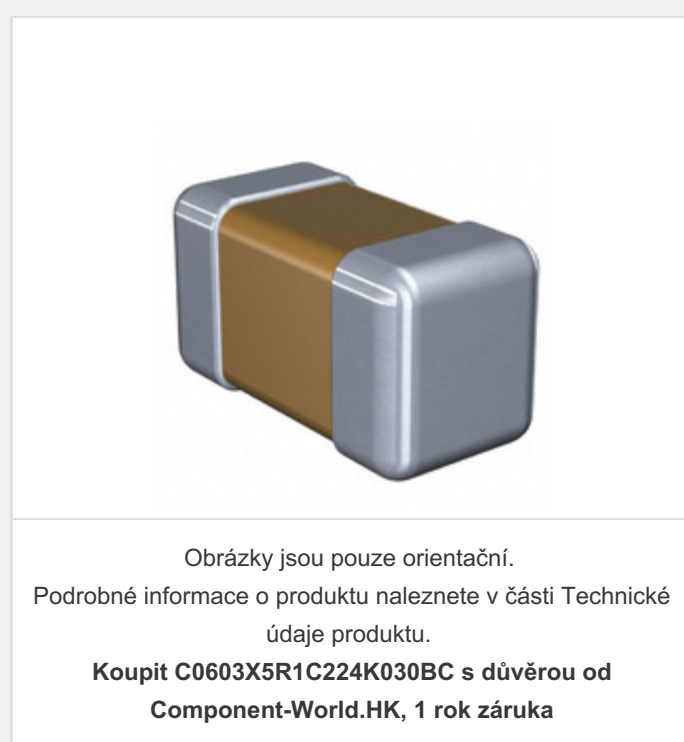 Obrázky jsou pouze orientační.
Podrobné informace o produktu naleznete v části Technické
údaje produktu.
Koupit C0603X5R1C224K030BC s důvěrou od
Component-World.HK, 1 rok záruka